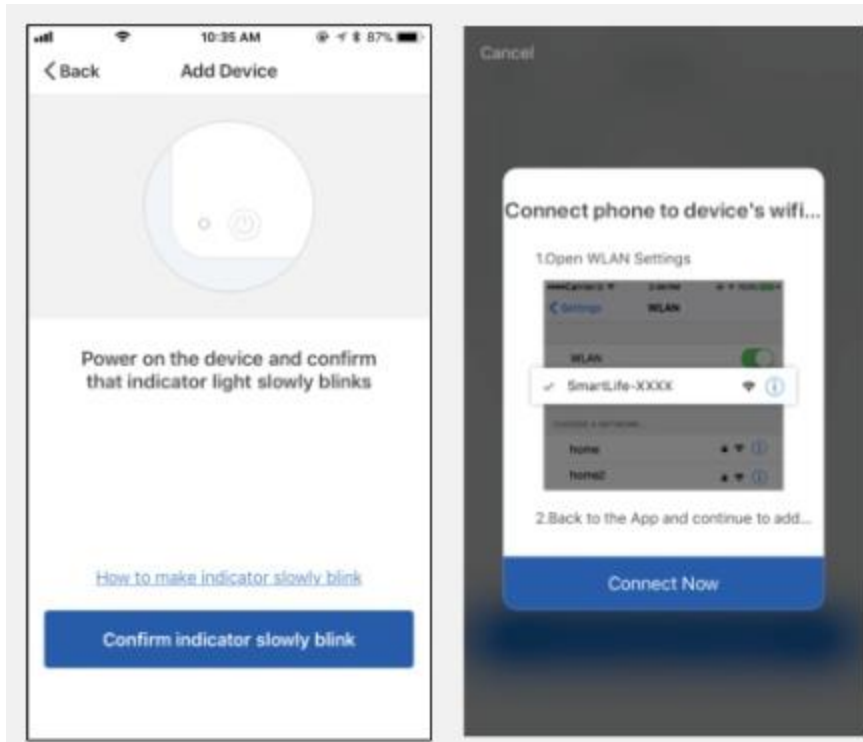 10:35 AM
87%
Back
Add Device
Power on the device and confirm
that indicator light slowly blinks
How to make indicator slowly blink
Confirm indicator slowly blink
Cancel
Connect phone to device's wifi...
1.Open WLAN Settings
Settings
WLAN
WLAN
SmartLife-XXXX
CHOOSE A NETWORK...
home
home2
2.Back to the App and continue to add...
Connect Now